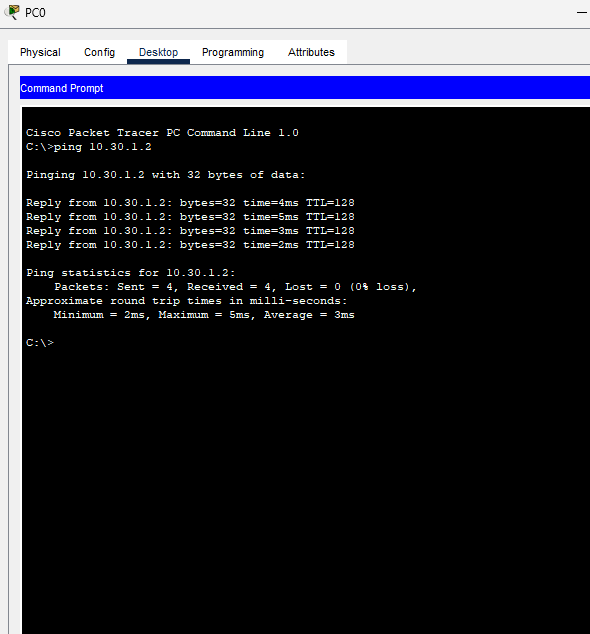 PC0
Physical Config Desktop Programming Attributes
Command Prompt
Cisco Packet Tracer PC Command Line 1.0
C:\>ping 10.30.1.2
Pinging 10.30.1.2 with 32 bytes of data:
Reply from 10.30.1.2: bytes=32 time=4ms TTL=128
Reply from 10.30.1.2: bytes=32 time=5ms TTL=128
Reply from 10.30.1.2: bytes=32 time=3ms TTL=128
Reply from 10.30.1.2: bytes=32 time=2ms TTL=128
Ping statistics for 10.30.1.2:
Packets: Sent = 4, Received = 4, Lost = 0 (0% loss),
Approximate round trip times in milli-seconds:
Minimum = 2ms, Maximum = 5ms, Average = 3ms
C:\>